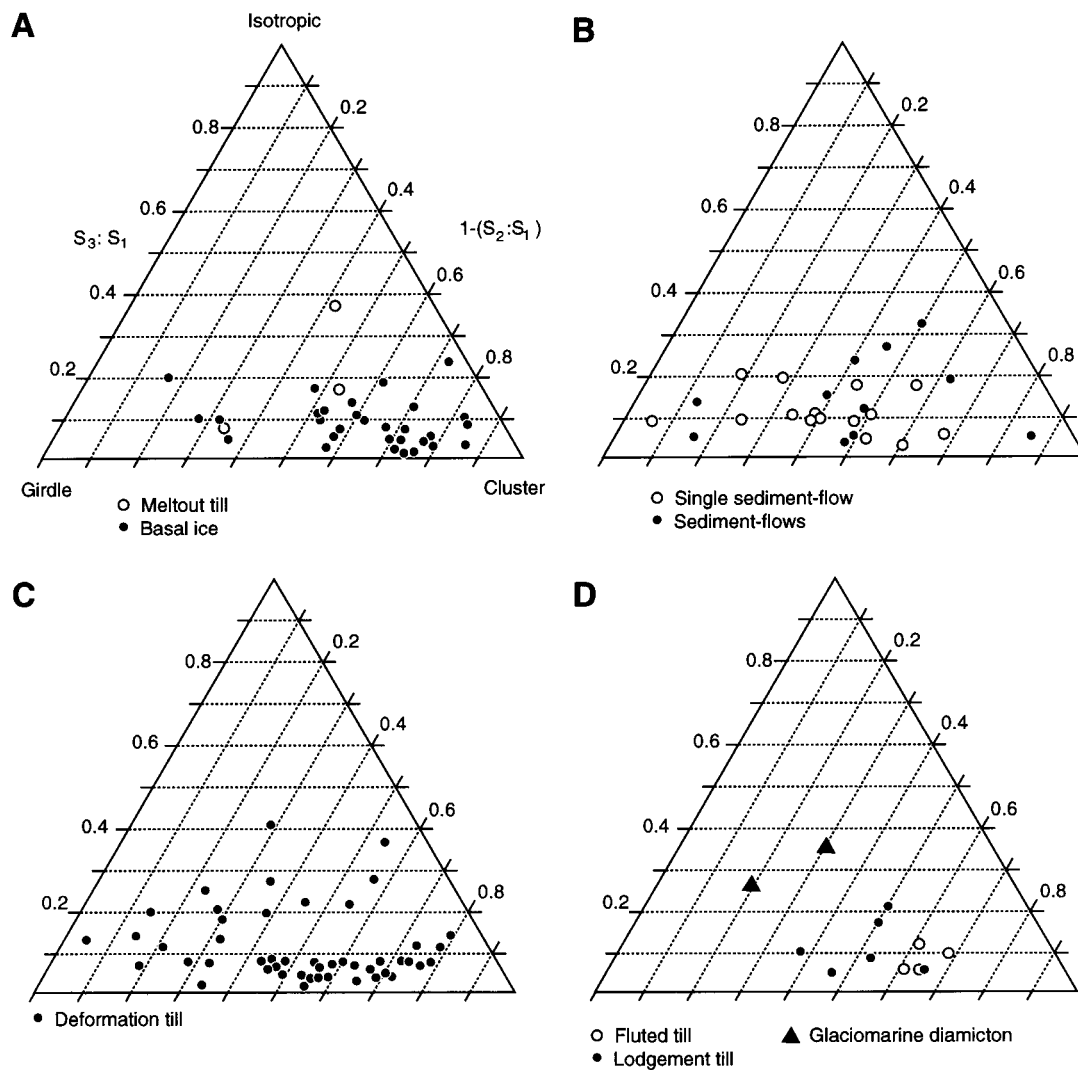 A
Isotropic
0.2
0.8
0.4
0.6
S3: S1
1-(S2:S1)
0.6
0.4
0.8
0.2
Girdle
Cluster
Meltout till
Basal ice
B
0.2
0.8
0.4
0.6
0.6
0.4
0.8
0.2
Single sediment-flow
Sediment-flows
C
0.2
0.8
0.4
0.6
0.6
0.4
0.8
0.2
Deformation till
D
0.2
0.8
0.4
0.6
0.6
0.4
0.8
0.2
Fluted till
Glaciomarine diamicton
Lodgement till